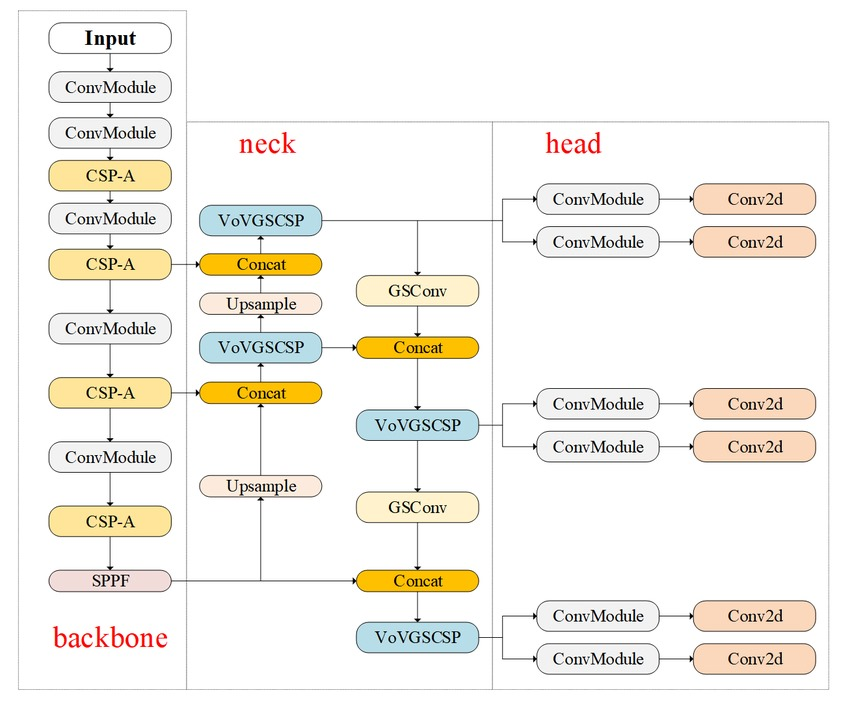 Input
ConvModule
ConvModule
CSP-A
ConvModule
CSP-A
ConvModule
CSP-A
ConvModule
CSP-A
SPPF
backbone
neck
VoVGSCSP
Concat
Upsample
VoVGSCSP
Concat
Upsample
GSConv
Concat
VoVGSCSP
GSConv
Concat
VoVGSCSP
head
ConvModule
Conv2d
ConvModule
Conv2d
ConvModule
Conv2d
ConvModule
Conv2d
ConvModule
Conv2d
ConvModule
Conv2d